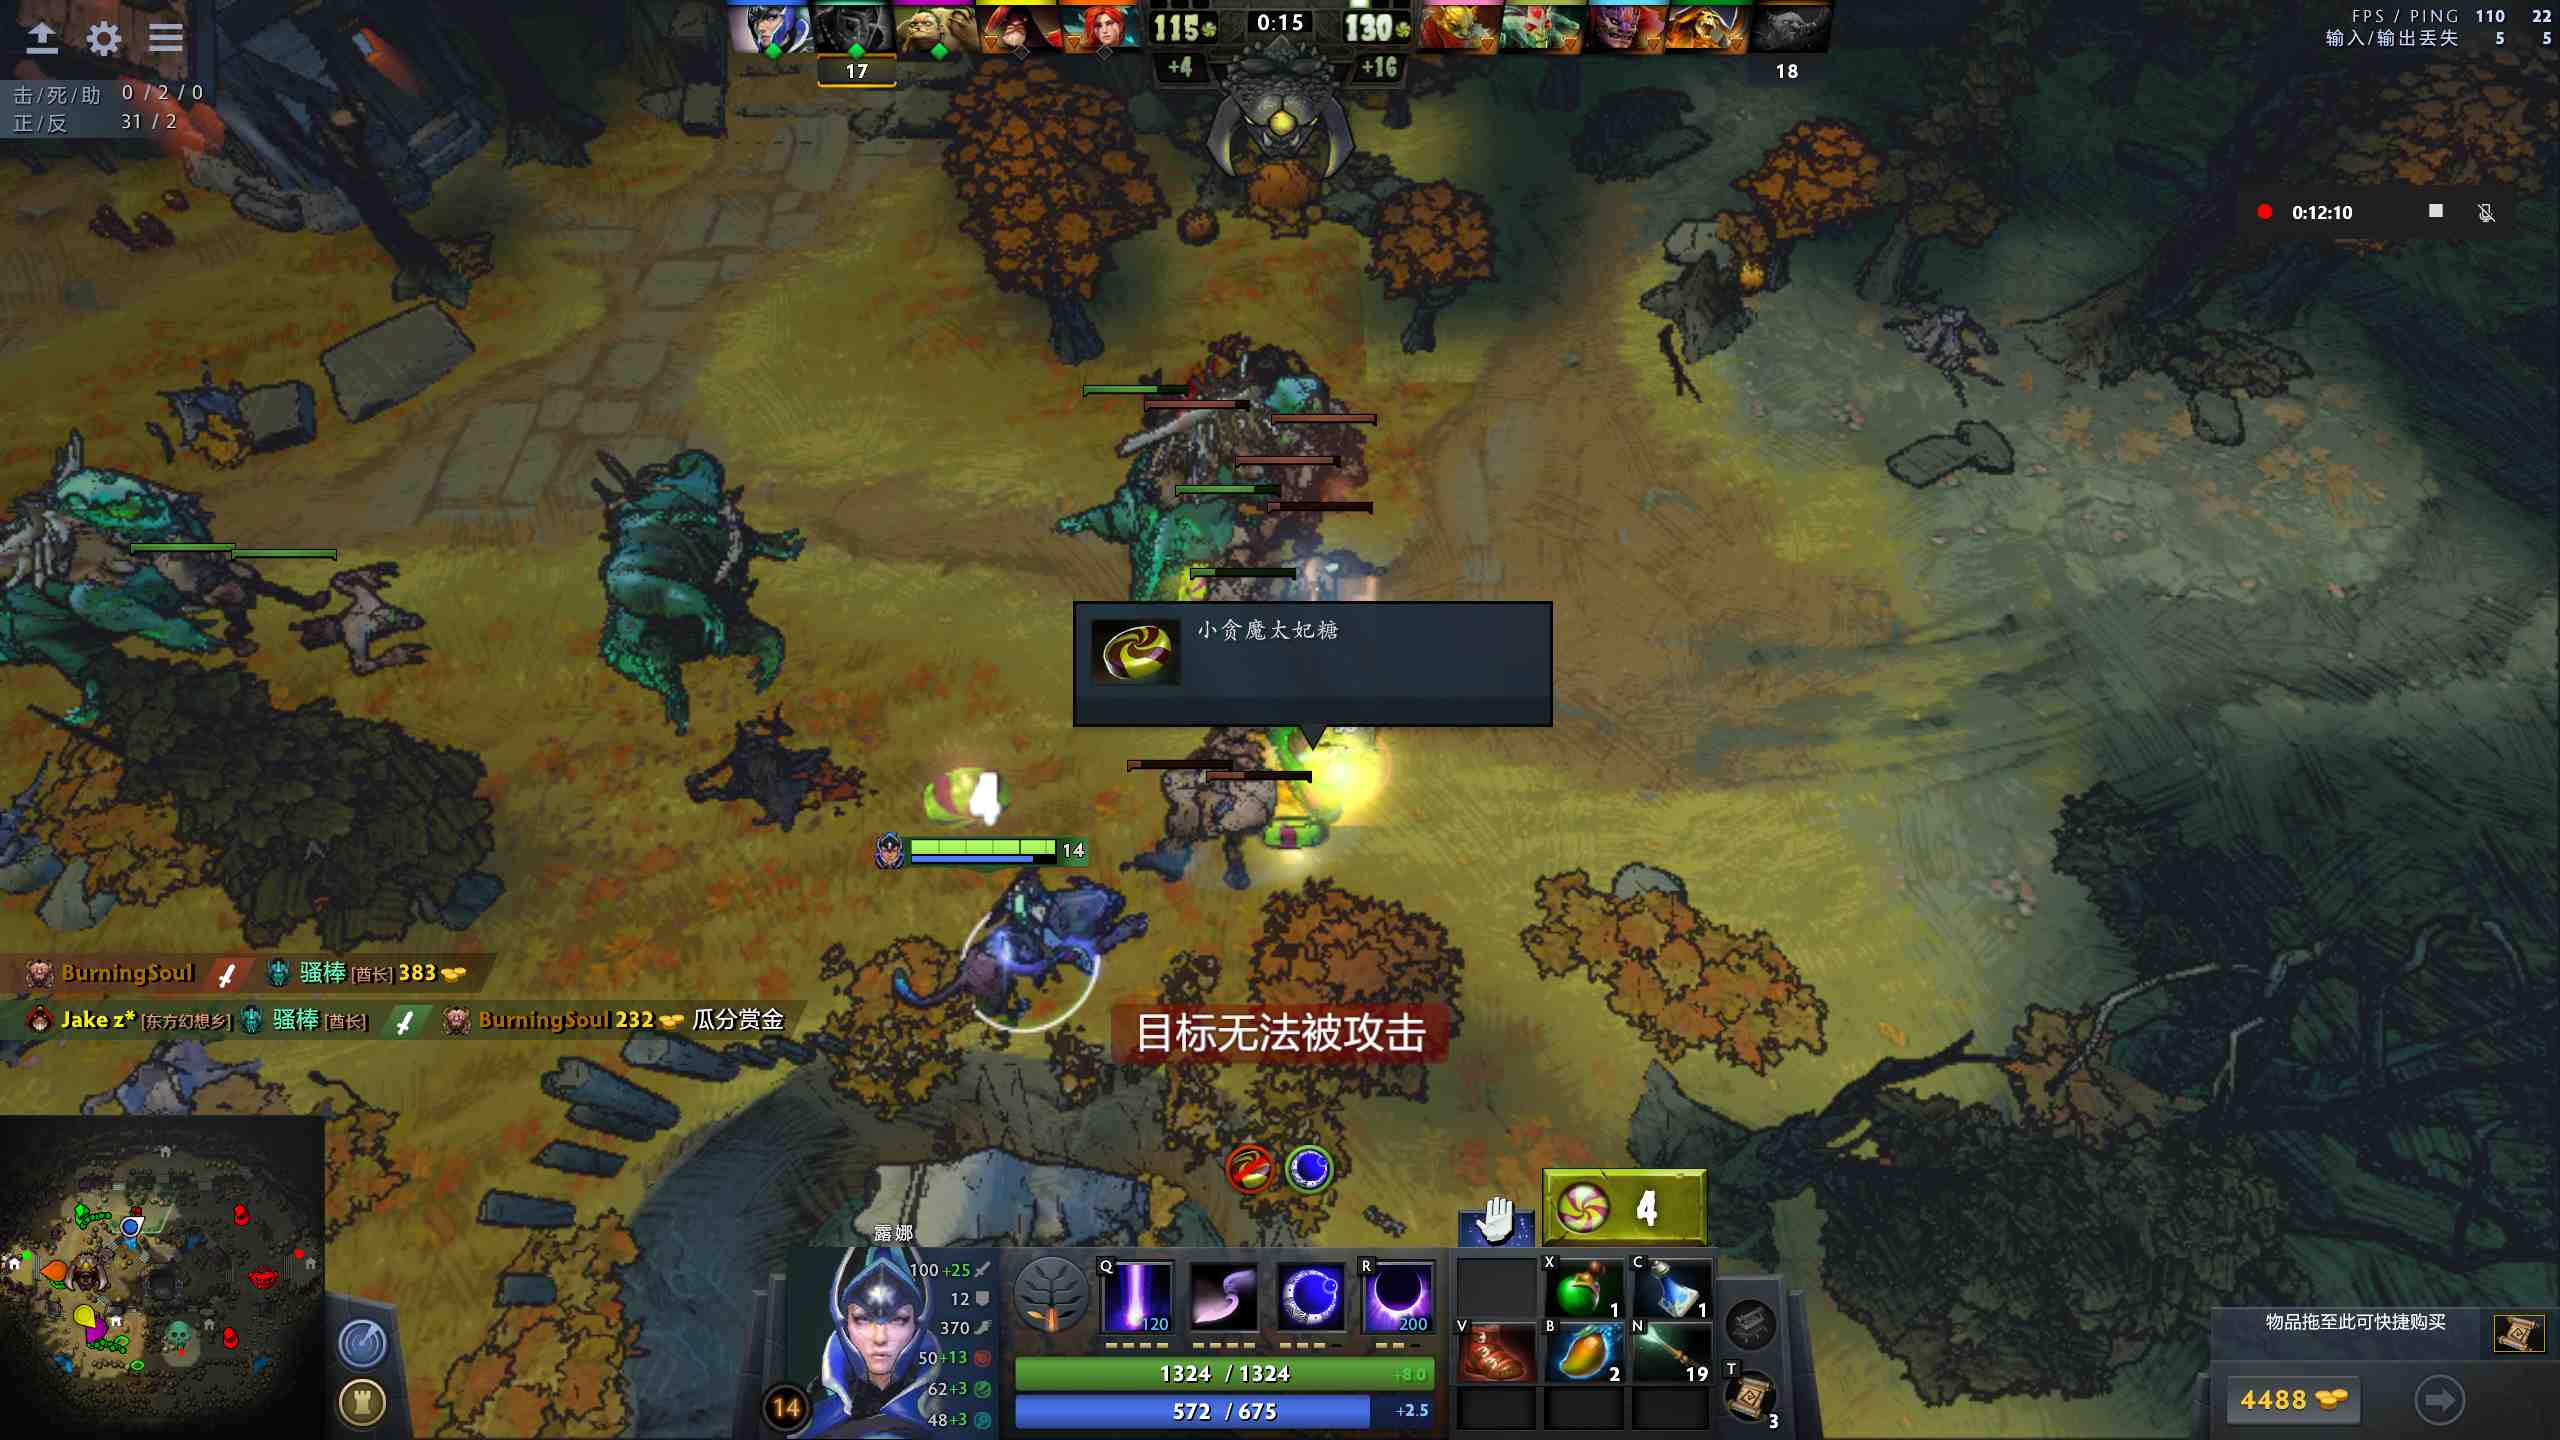 FPS / PING 110 22
输入/输出丢失 5 5
115
0:15
130
+4
+16
17
18
击/死/助 0 / 2 / 0
正/反 31 / 2
0:12:10
小贪魔太妃糖
4
14
BurningSoul 骚棒 [酋长] 383
Jake z* [东方幻想乡] 骚棒 [酋长] BurningSoul 232 瓜分赏金
目标无法被攻击
4
露娜
100 +25
12
370
50 +13
62 +3
48 +3
14
Q
120
R
200
1324 / 1324
+8.0
572 / 675
+2.5
X
1
C
1
V
B
2
N
19
T
3
物品拖至此可快捷购买
4488